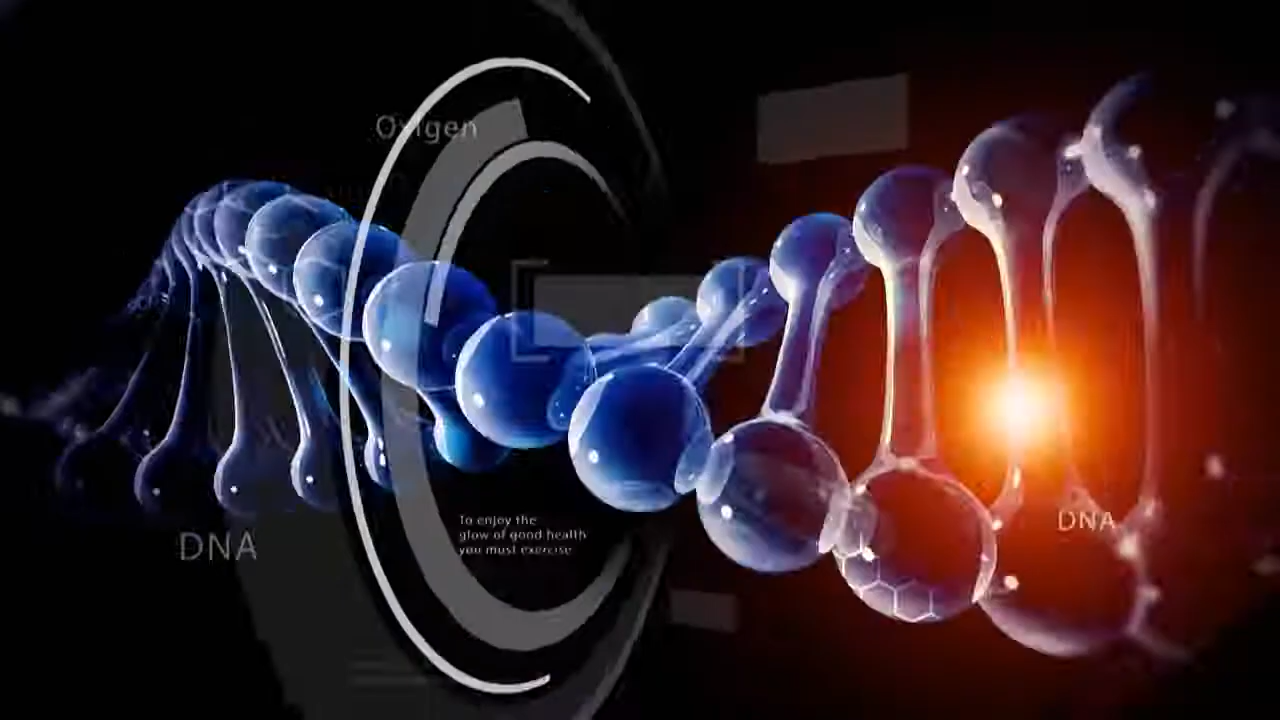 Oxigen
To enjoy the
glow of good health
you must exercise
DNA
DNA